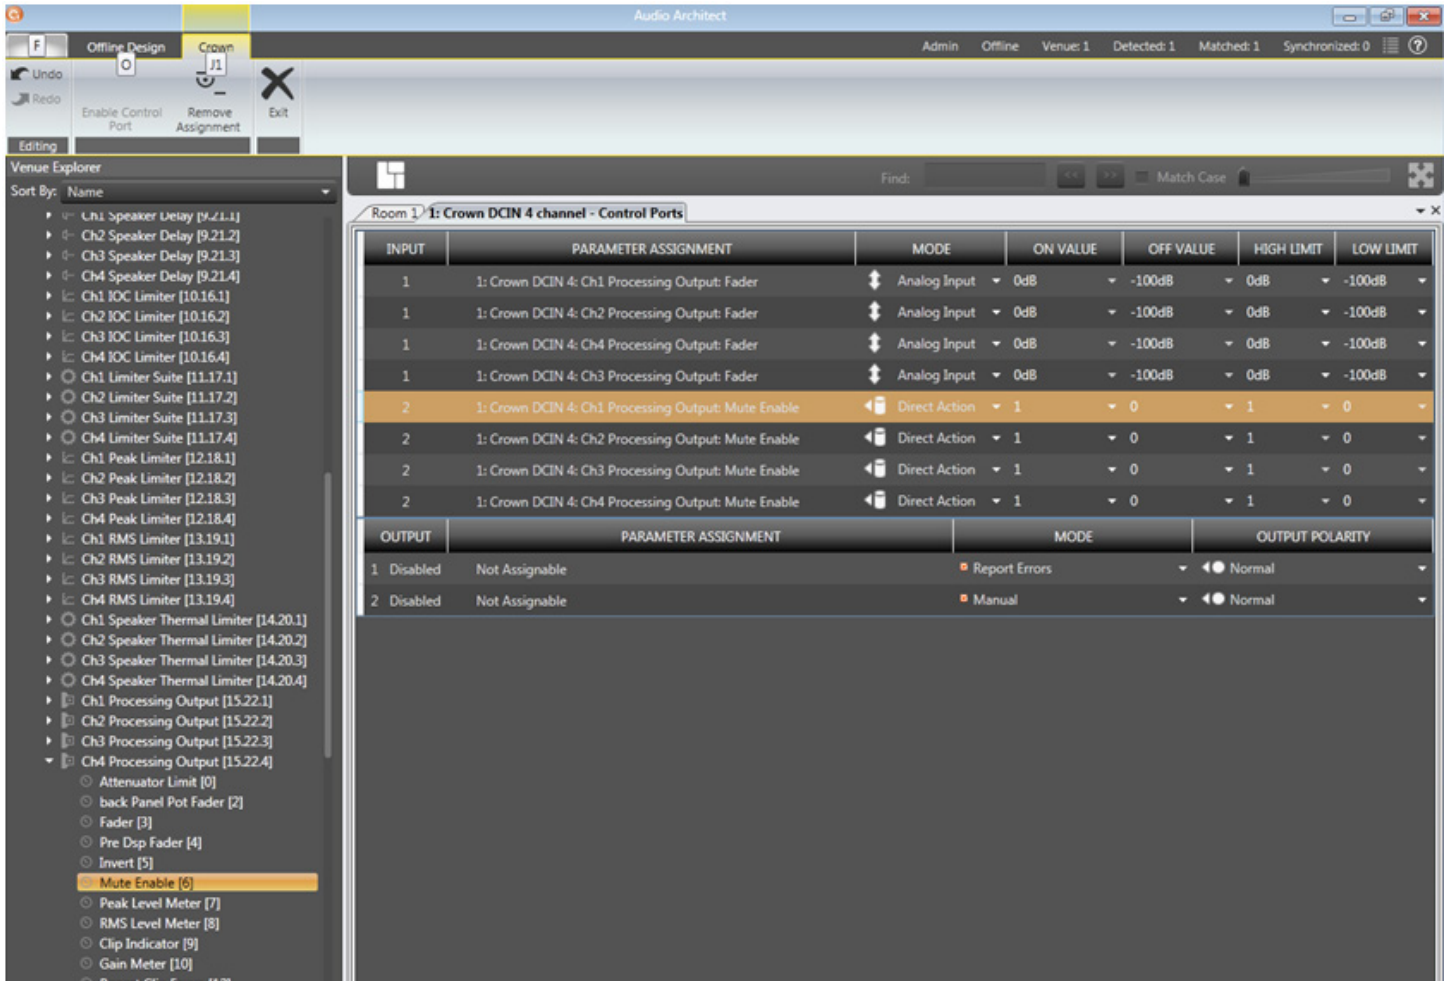 Audio Architect
F
Offline Design
Crown
O
J1
Admin Offline Venue: 1 Detected: 1 Matched: 1 Synchronized: 0
Undo
Redo
Enable Control Port
Remove Assignment
Exit
Editing
Venue Explorer
Sort By: Name
Ch1 Speaker Delay [9.21.1]
Ch2 Speaker Delay [9.21.2]
Ch3 Speaker Delay [9.21.3]
Ch4 Speaker Delay [9.21.4]
Ch1 IOC Limiter [10.16.1]
Ch2 IOC Limiter [10.16.2]
Ch3 IOC Limiter [10.16.3]
Ch4 IOC Limiter [10.16.4]
Ch1 Limiter Suite [11.17.1]
Ch2 Limiter Suite [11.17.2]
Ch3 Limiter Suite [11.17.3]
Ch4 Limiter Suite [11.17.4]
Ch1 Peak Limiter [12.18.1]
Ch2 Peak Limiter [12.18.2]
Ch3 Peak Limiter [12.18.3]
Ch4 Peak Limiter [12.18.4]
Ch1 RMS Limiter [13.19.1]
Ch2 RMS Limiter [13.19.2]
Ch3 RMS Limiter [13.19.3]
Ch4 RMS Limiter [13.19.4]
Ch1 Speaker Thermal Limiter [14.20.1]
Ch2 Speaker Thermal Limiter [14.20.2]
Ch3 Speaker Thermal Limiter [14.20.3]
Ch4 Speaker Thermal Limiter [14.20.4]
Ch1 Processing Output [15.22.1]
Ch2 Processing Output [15.22.2]
Ch3 Processing Output [15.22.3]
Ch4 Processing Output [15.22.4]
Attenuator Limit [0]
back Panel Pot Fader [2]
Fader [3]
Pre Dsp Fader [4]
Invert [5]
Mute Enable [6]
Peak Level Meter [7]
RMS Level Meter [8]
Clip Indicator [9]
Gain Meter [10]
Find: << >> Match Case
Room 1 1: Crown DCIN 4 channel - Control Ports
INPUT PARAMETER ASSIGNMENT MODE ON VALUE OFF VALUE HIGH LIMIT LOW LIMIT
1 1: Crown DCIN 4: Ch1 Processing Output: Fader Analog Input 0dB -100dB 0dB -100dB
1 1: Crown DCIN 4: Ch2 Processing Output: Fader Analog Input 0dB -100dB 0dB -100dB
1 1: Crown DCIN 4: Ch4 Processing Output: Fader Analog Input 0dB -100dB 0dB -100dB
1 1: Crown DCIN 4: Ch3 Processing Output: Fader Analog Input 0dB -100dB 0dB -100dB
2 1: Crown DCIN 4: Ch1 Processing Output: Mute Enable Direct Action 1 0 1 0
2 1: Crown DCIN 4: Ch2 Processing Output: Mute Enable Direct Action 1 0 1 0
2 1: Crown DCIN 4: Ch3 Processing Output: Mute Enable Direct Action 1 0 1 0
2 1: Crown DCIN 4: Ch4 Processing Output: Mute Enable Direct Action 1 0 1 0
OUTPUT PARAMETER ASSIGNMENT MODE OUTPUT POLARITY
1 Disabled Not Assignable Report Errors Normal
2 Disabled Not Assignable Manual Normal